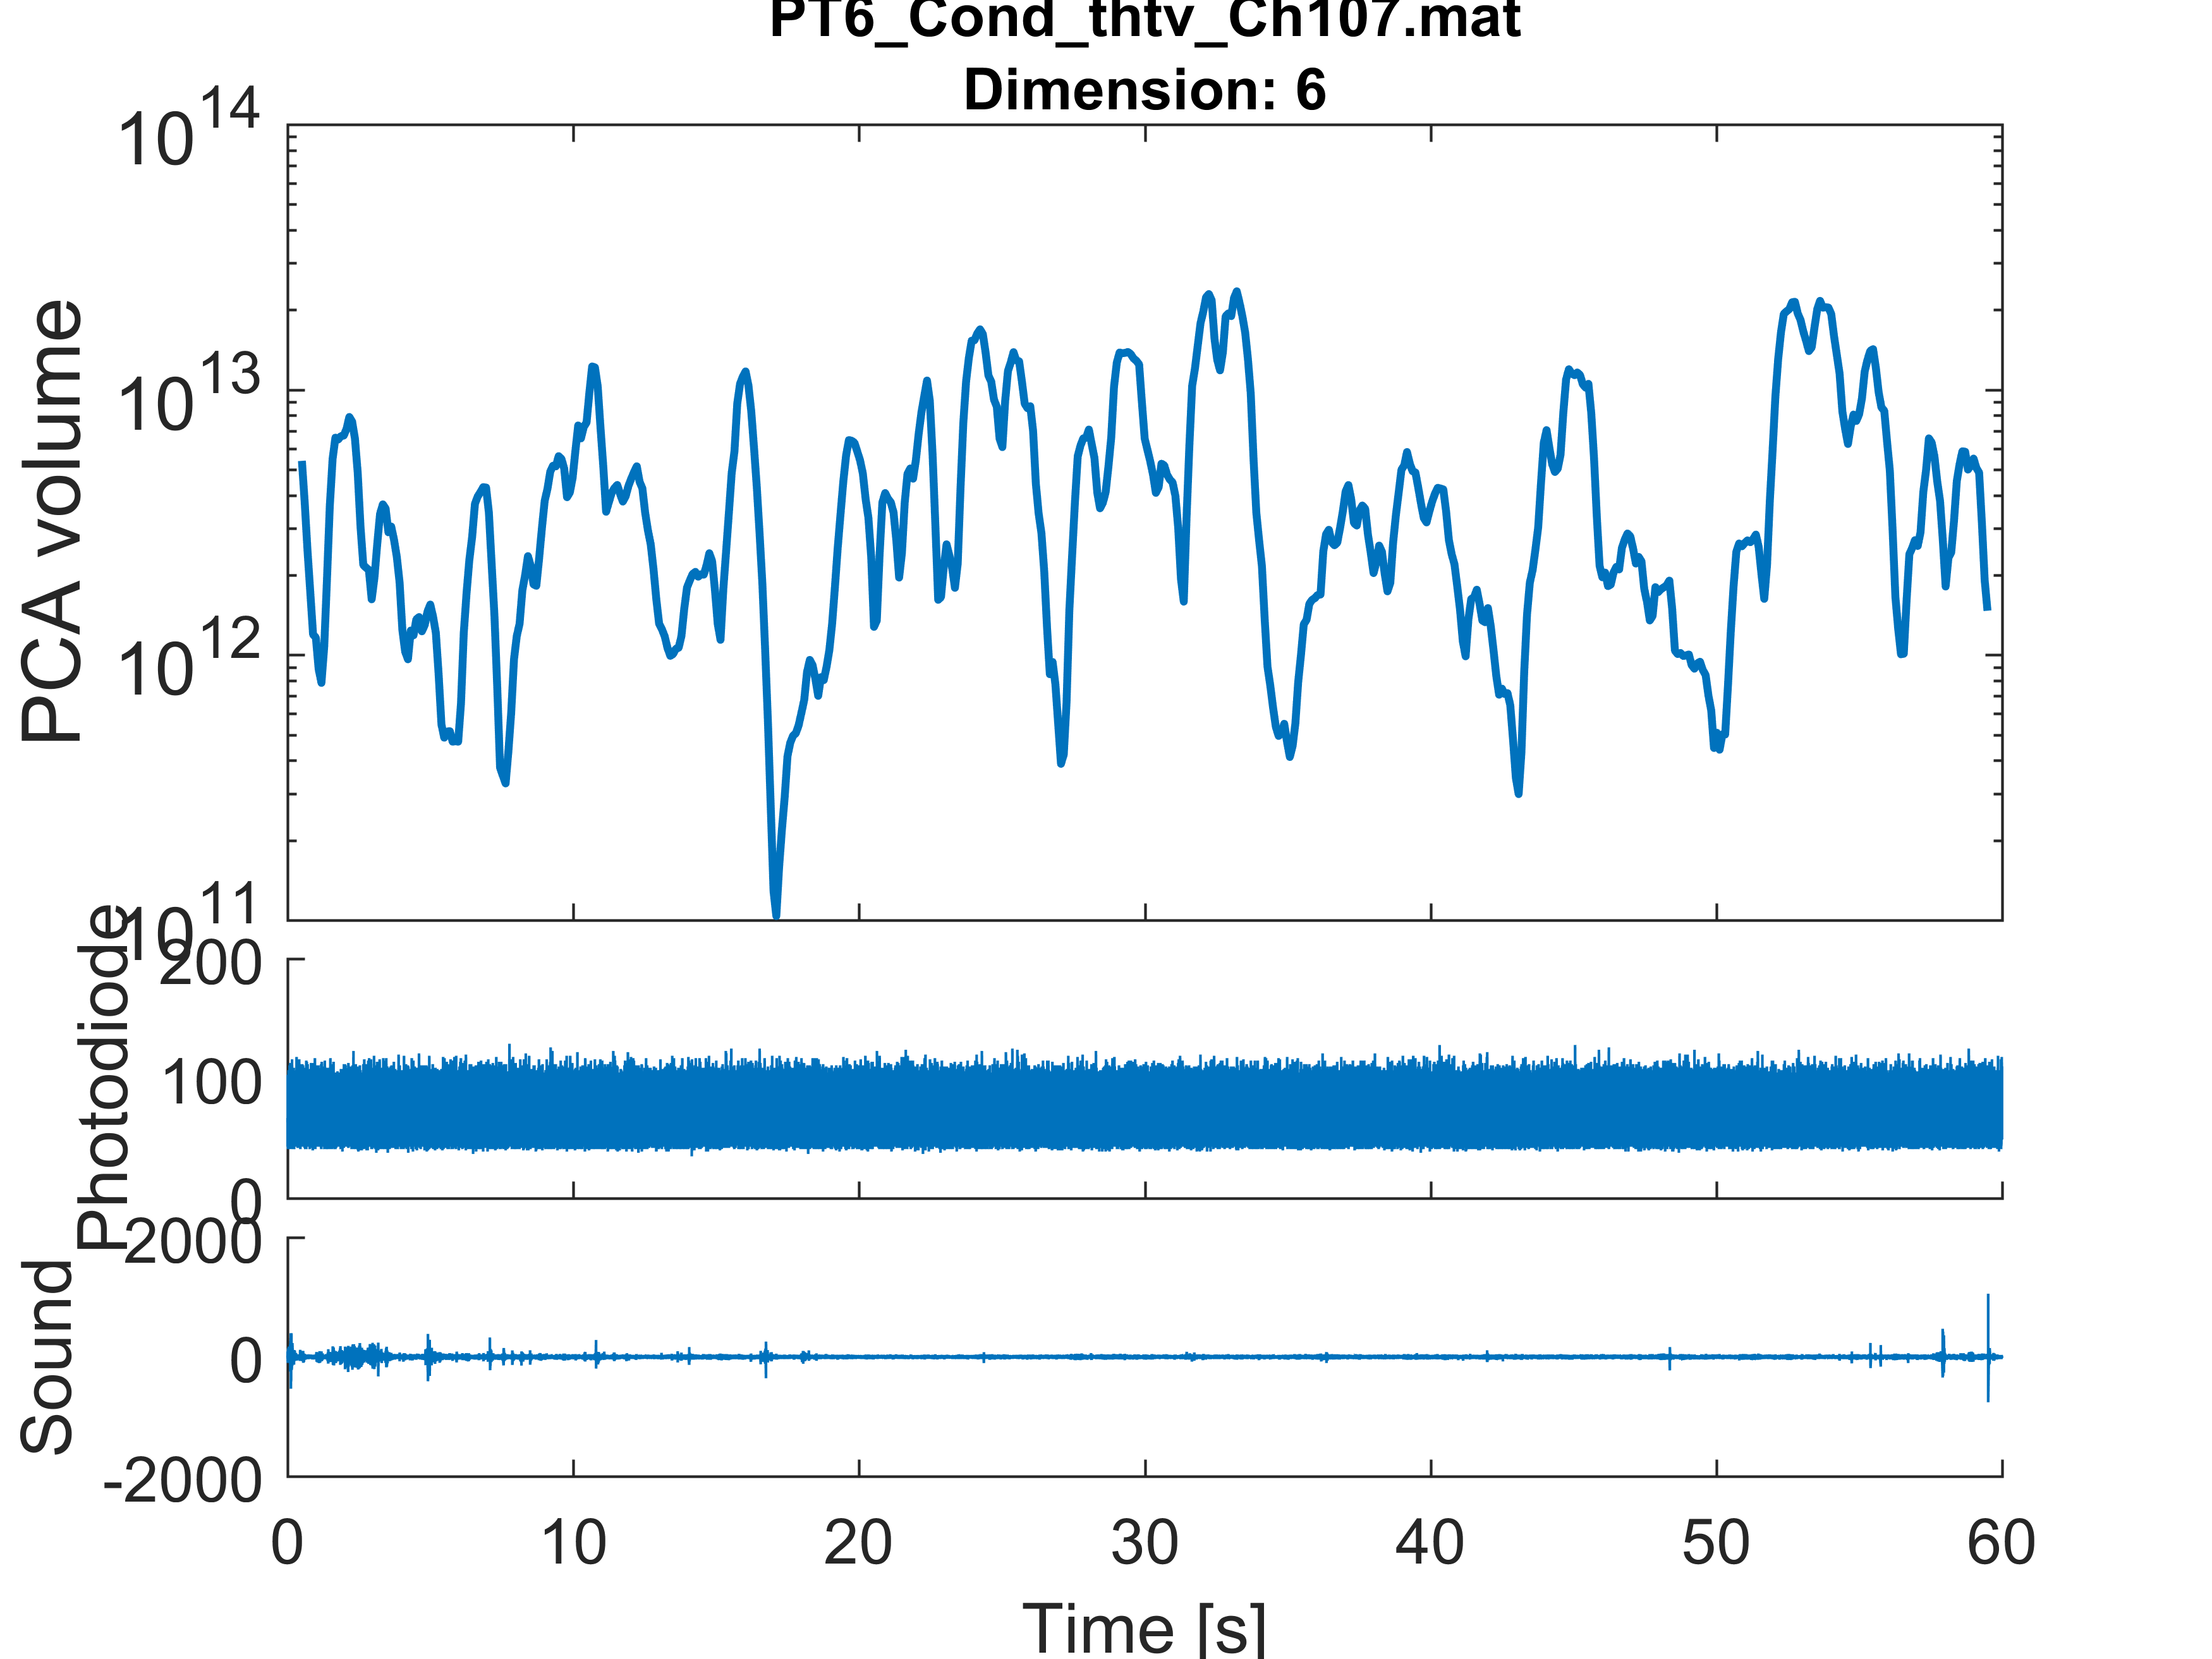 PT6_Cond_thtv_Ch107.mat
Dimension: 6
PCA volume
10^14
10^13
10^12
10^11
Photodiode
200
100
0
Sound
2000
0
-2000
0 10 20 30 40 50 60
Time [s]